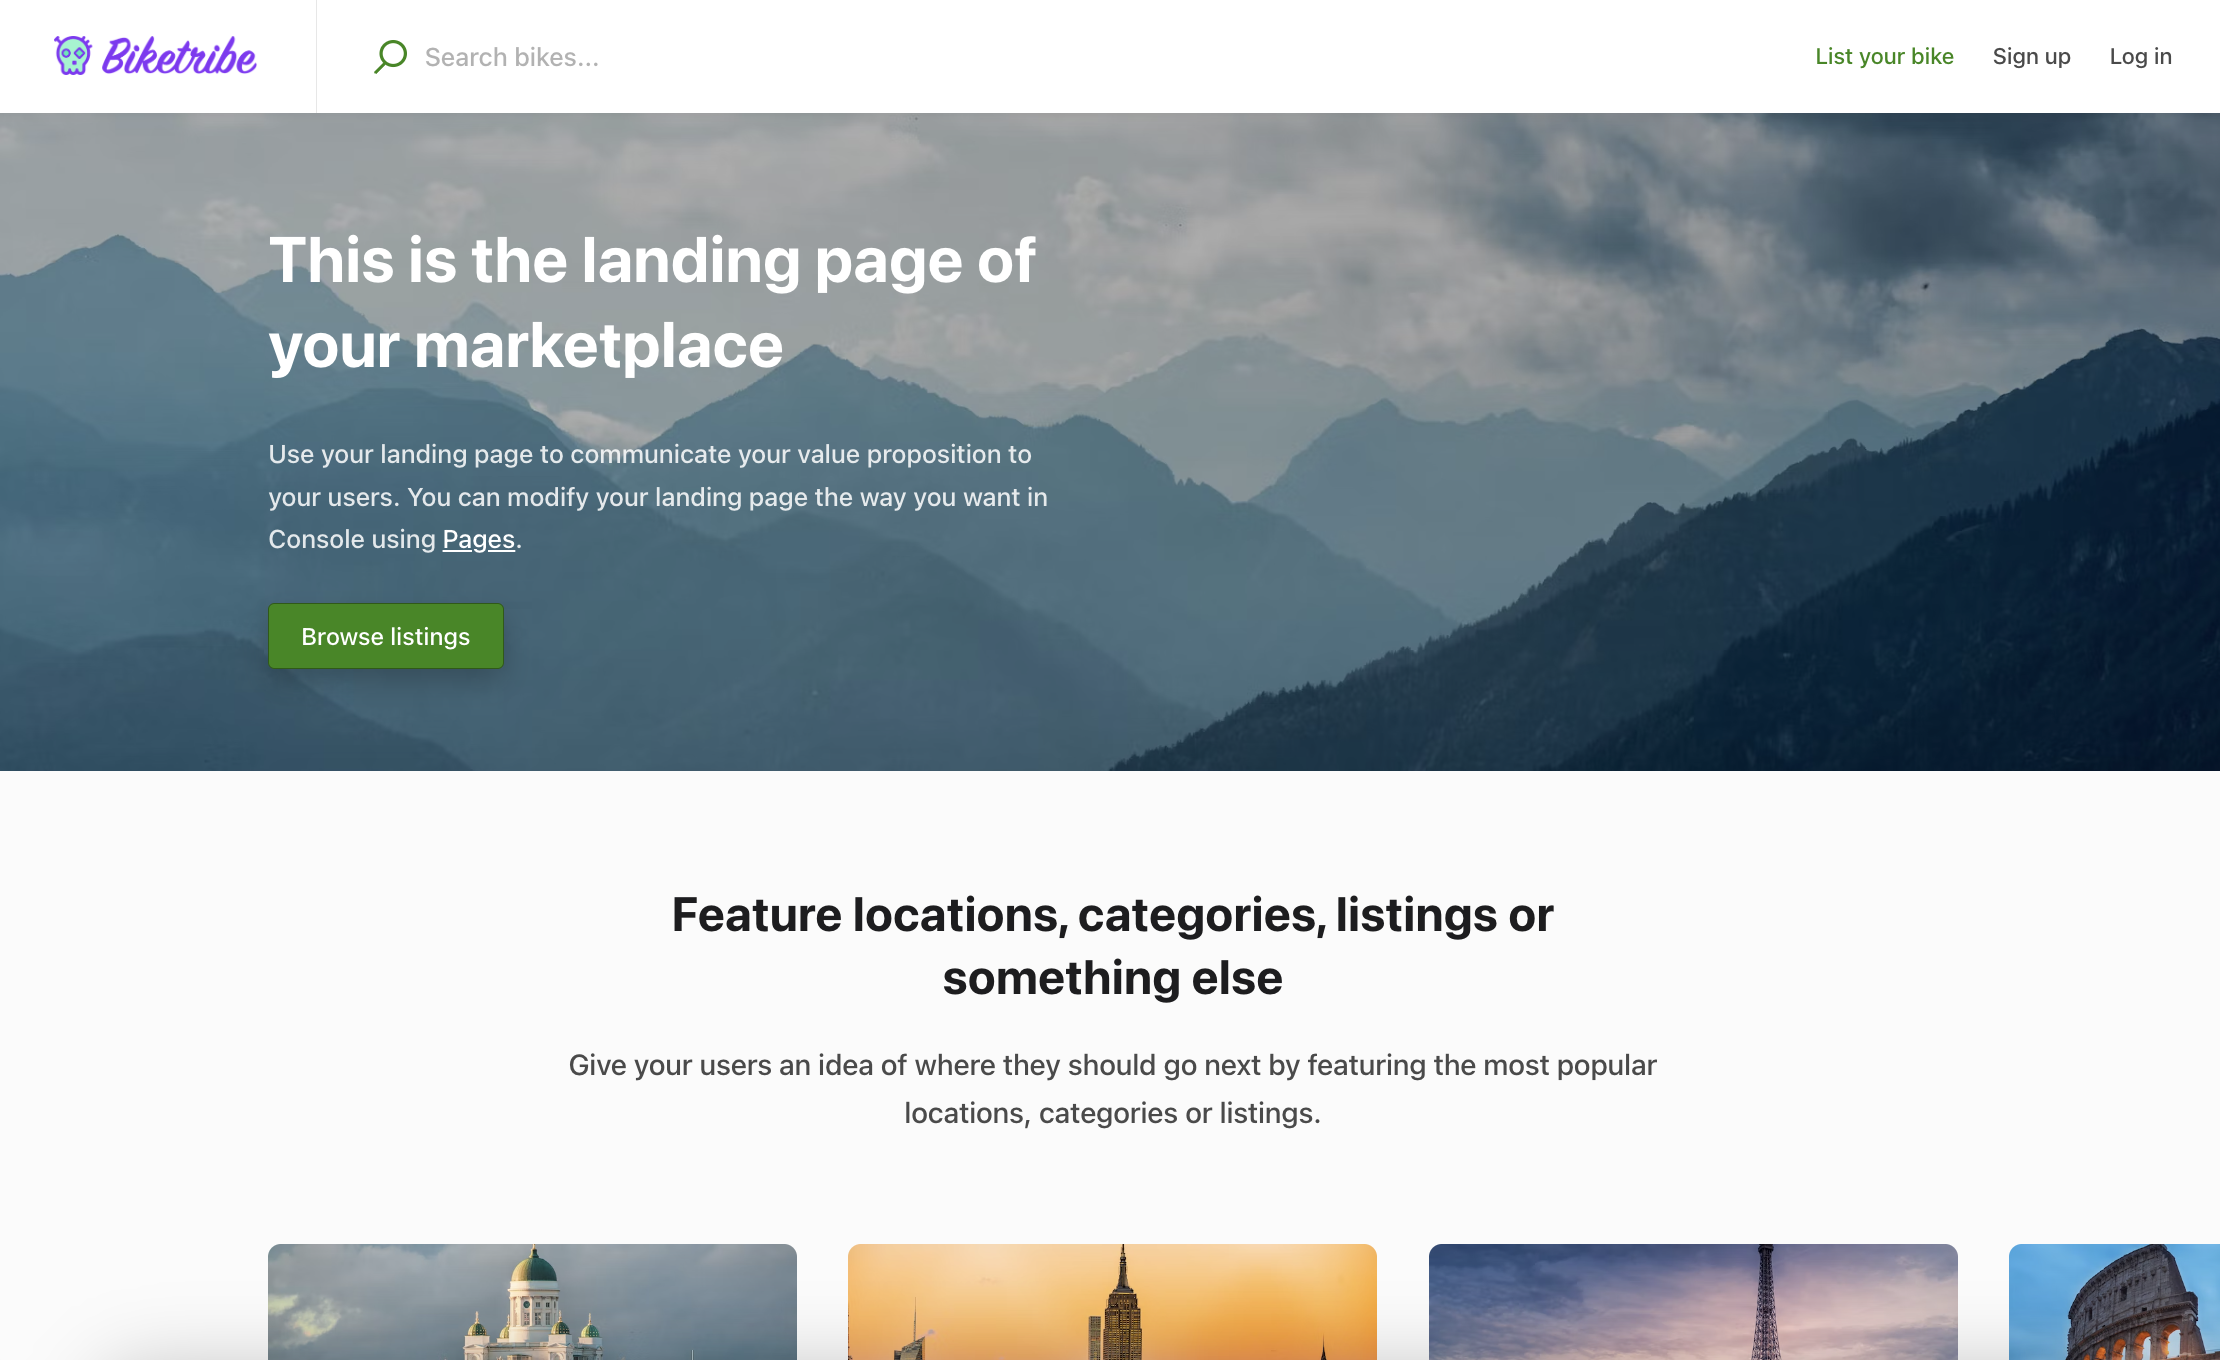 Biketribe
Search bikes...
List your bike
Sign up
Log in
This is the landing page of
your marketplace
Use your landing page to communicate your value proposition to
your users. You can modify your landing page the way you want in
Console using Pages.
Browse listings
Feature locations, categories, listings or
something else
Give your users an idea of where they should go next by featuring the most popular
locations, categories or listings.